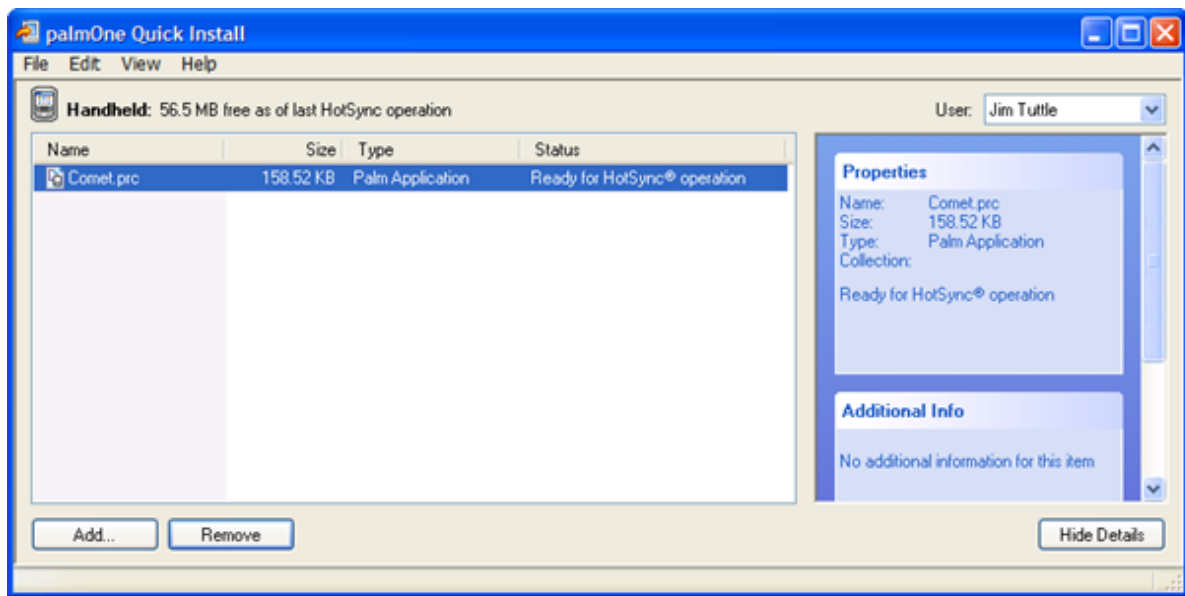 palmOne Quick Install
File Edit View Help
Handheld: 56.5 MB free as of last HotSync operation
User: Jim Tuttle
Name Size Type Status
Comet.prc 158.52 KB Palm Application Ready for HotSync® operation
Properties
Name: Comet.prc
Size: 158.52 KB
Type: Palm Application
Collection:
Ready for HotSync® operation
Additional Info
No additional information for this item
Add... Remove Hide Details